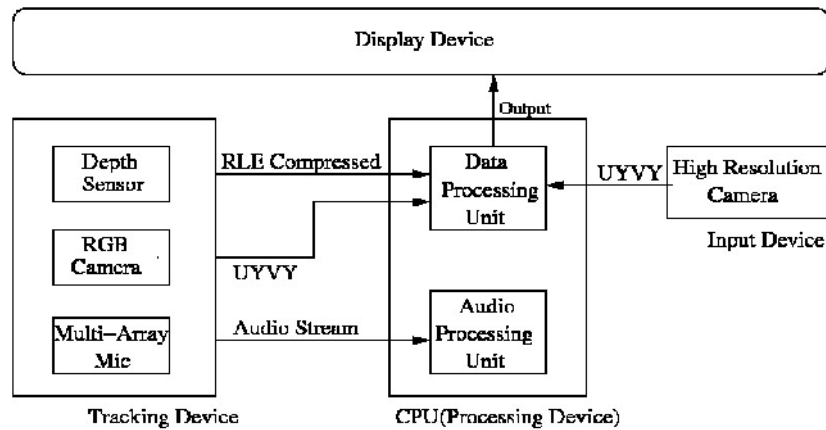 Display Device
Output
Depth
Sensor
RGB
Camera
Multi-Array
Mic
Tracking Device
RLE Compressed
UYVY
Audio Stream
Data
Processing
Unit
Audio
Processing
Unit
CPU(Processing Device)
UYVY
High Resolution
Camera
Input Device